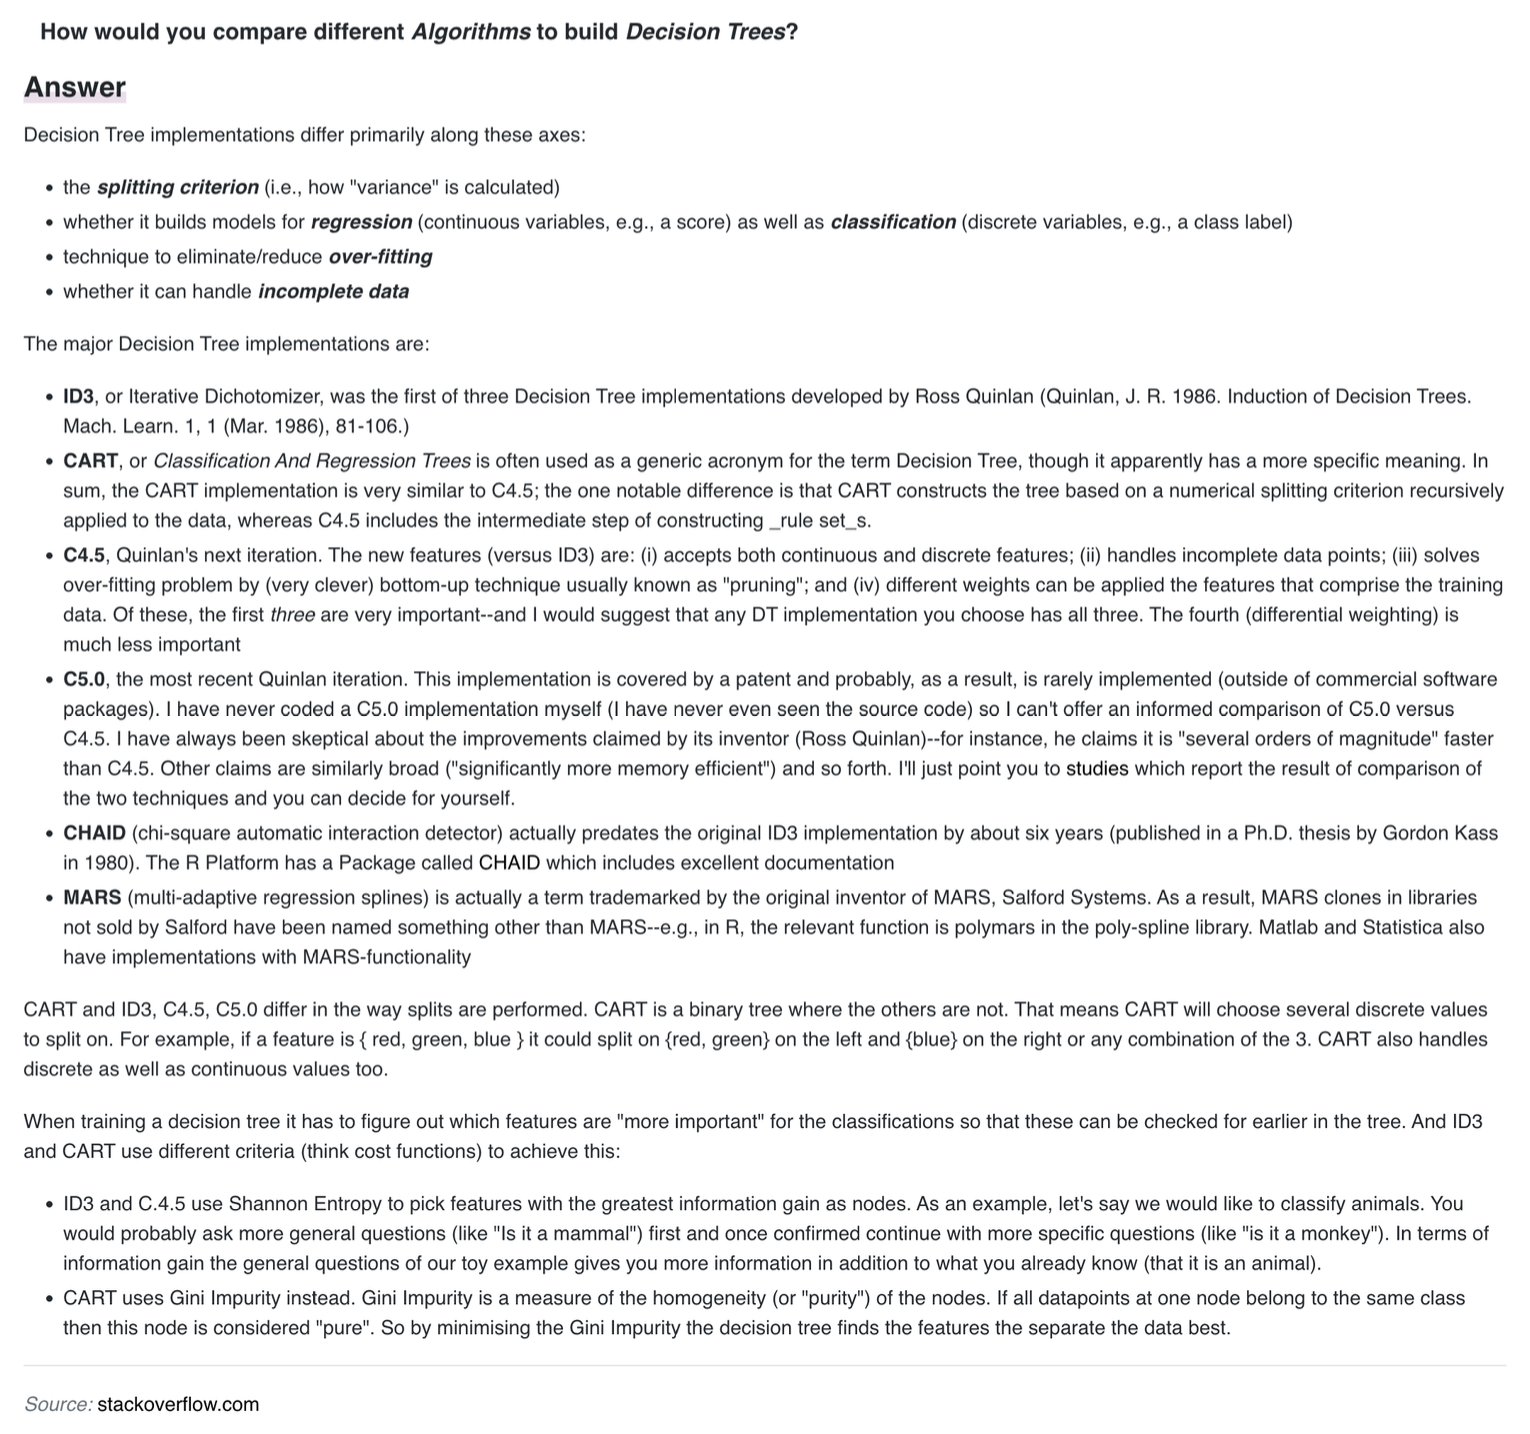 How would you compare different Algorithms to build Decision Trees?
Answer
Decision Tree implementations differ primarily along these axes:
• the splitting criterion (i.e., how "variance" is calculated)
• whether it builds models for regression (continuous variables, e.g., a score) as well as classification (discrete variables, e.g., a class label)
• technique to eliminate/reduce over-fitting
• whether it can handle incomplete data
The major Decision Tree implementations are:
• ID3, or Iterative Dichotomizer, was the first of three Decision Tree implementations developed by Ross Quinlan (Quinlan, J. R. 1986. Induction of Decision Trees.
Mach. Learn. 1, 1 (Mar. 1986), 81-106.)
• CART, or Classification And Regression Trees is often used as a generic acronym for the term Decision Tree, though it apparently has a more specific meaning. In
sum, the CART implementation is very similar to C4.5; the one notable difference is that CART constructs the tree based on a numerical splitting criterion recursively
applied to the data, whereas C4.5 includes the intermediate step of constructing _rule set_s.
• C4.5, Quinlan's next iteration. The new features (versus ID3) are: (i) accepts both continuous and discrete features; (ii) handles incomplete data points; (iii) solves
over-fitting problem by (very clever) bottom-up technique usually known as "pruning"; and (iv) different weights can be applied the features that comprise the training
data. Of these, the first three are very important--and I would suggest that any DT implementation you choose has all three. The fourth (differential weighting) is
much less important
• C5.0, the most recent Quinlan iteration. This implementation is covered by a patent and probably, as a result, is rarely implemented (outside of commercial software
packages). I have never coded a C5.0 implementation myself (I have never even seen the source code) so I can't offer an informed comparison of C5.0 versus
C4.5. I have always been skeptical about the improvements claimed by its inventor (Ross Quinlan)--for instance, he claims it is "several orders of magnitude" faster
than C4.5. Other claims are similarly broad ("significantly more memory efficient") and so forth. I'll just point you to studies which report the result of comparison of
the two techniques and you can decide for yourself.
• CHAID (chi-square automatic interaction detector) actually predates the original ID3 implementation by about six years (published in a Ph.D. thesis by Gordon Kass
in 1980). The R Platform has a Package called CHAID which includes excellent documentation
• MARS (multi-adaptive regression splines) is actually a term trademarked by the original inventor of MARS, Salford Systems. As a result, MARS clones in libraries
not sold by Salford have been named something other than MARS--e.g., in R, the relevant function is polymars in the poly-spline library. Matlab and Statistica also
have implementations with MARS-functionality
CART and ID3, C4.5, C5.0 differ in the way splits are performed. CART is a binary tree where the others are not. That means CART will choose several discrete values
to split on. For example, if a feature is { red, green, blue } it could split on {red, green} on the left and {blue} on the right or any combination of the 3. CART also handles
discrete as well as continuous values too.
When training a decision tree it has to figure out which features are "more important" for the classifications so that these can be checked for earlier in the tree. And ID3
and CART use different criteria (think cost functions) to achieve this:
• ID3 and C.4.5 use Shannon Entropy to pick features with the greatest information gain as nodes. As an example, let's say we would like to classify animals. You
would probably ask more general questions (like "Is it a mammal") first and once confirmed continue with more specific questions (like "is it a monkey"). In terms of
information gain the general questions of our toy example gives you more information in addition to what you already know (that it is an animal).
• CART uses Gini Impurity instead. Gini Impurity is a measure of the homogeneity (or "purity") of the nodes. If all datapoints at one node belong to the same class
then this node is considered "pure". So by minimising the Gini Impurity the decision tree finds the features the separate the data best.
Source: stackoverflow.com